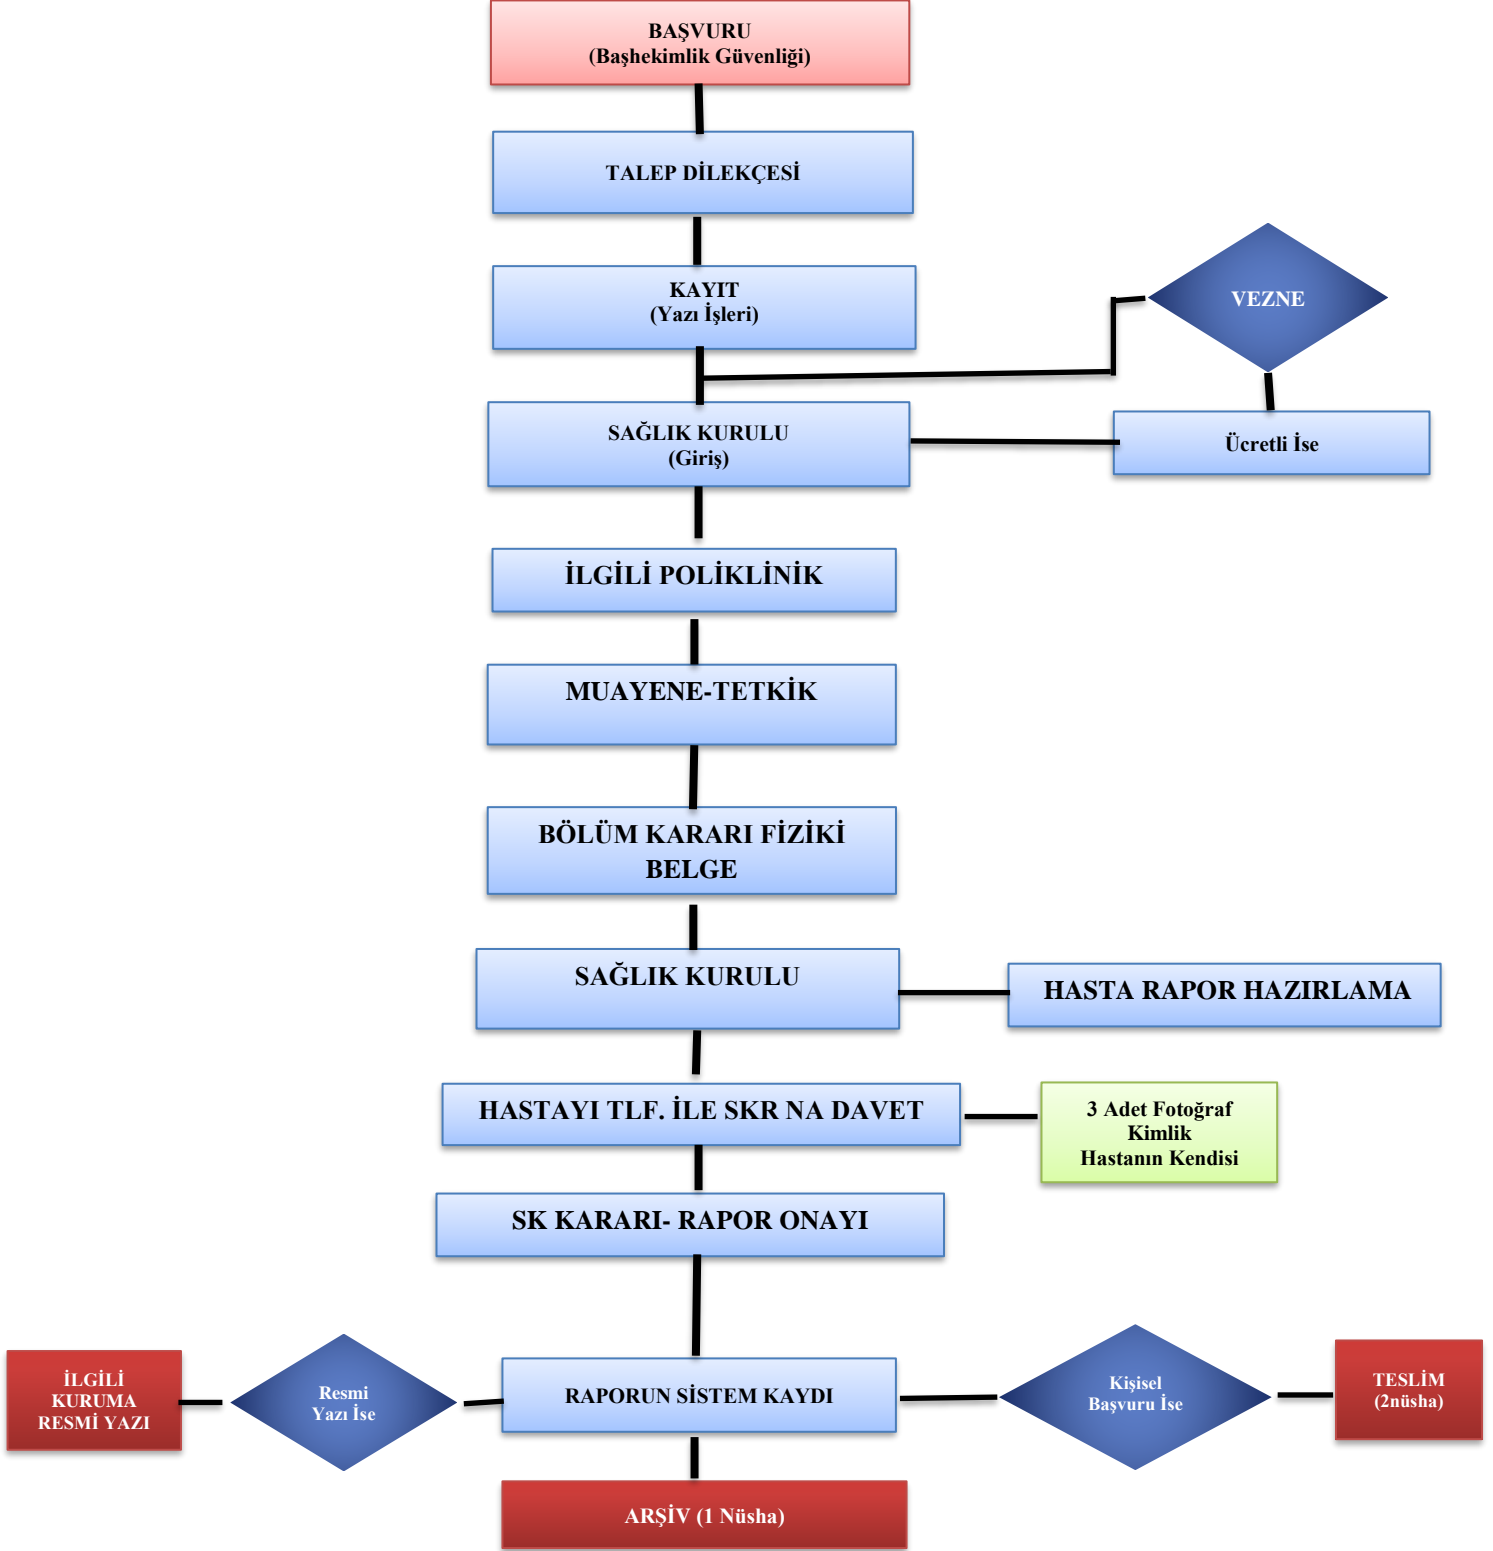 BAŞVURU
(Başhekimlik Güvenliği)
TALEP DİLEKÇESİ
KAYIT
(Yazı İşleri)
VEZNE
SAĞLIK KURULU
(Giriş)
Ücretli İse
İLGİLİ POLİKLİNİK
MUAYENE-TETKİK
BÖLÜM KARARI FİZİKİ
BELGE
SAĞLIK KURULU
HASTA RAPOR HAZIRLAMA
HASTAYI TLF. İLE SKR NA DAVET
3 Adet Fotoğraf
Kimlik
Hastanın Kendisi
SK KARARI- RAPOR ONAYI
İLGİLİ
KURUMA
RESMİ YAZI
Resmi
Yazı İse
RAPORUN SİSTEM KAYDI
Kişisel
Başvuru İse
TESLİM
(2nüsha)
ARŞİV (1 Nüsha)